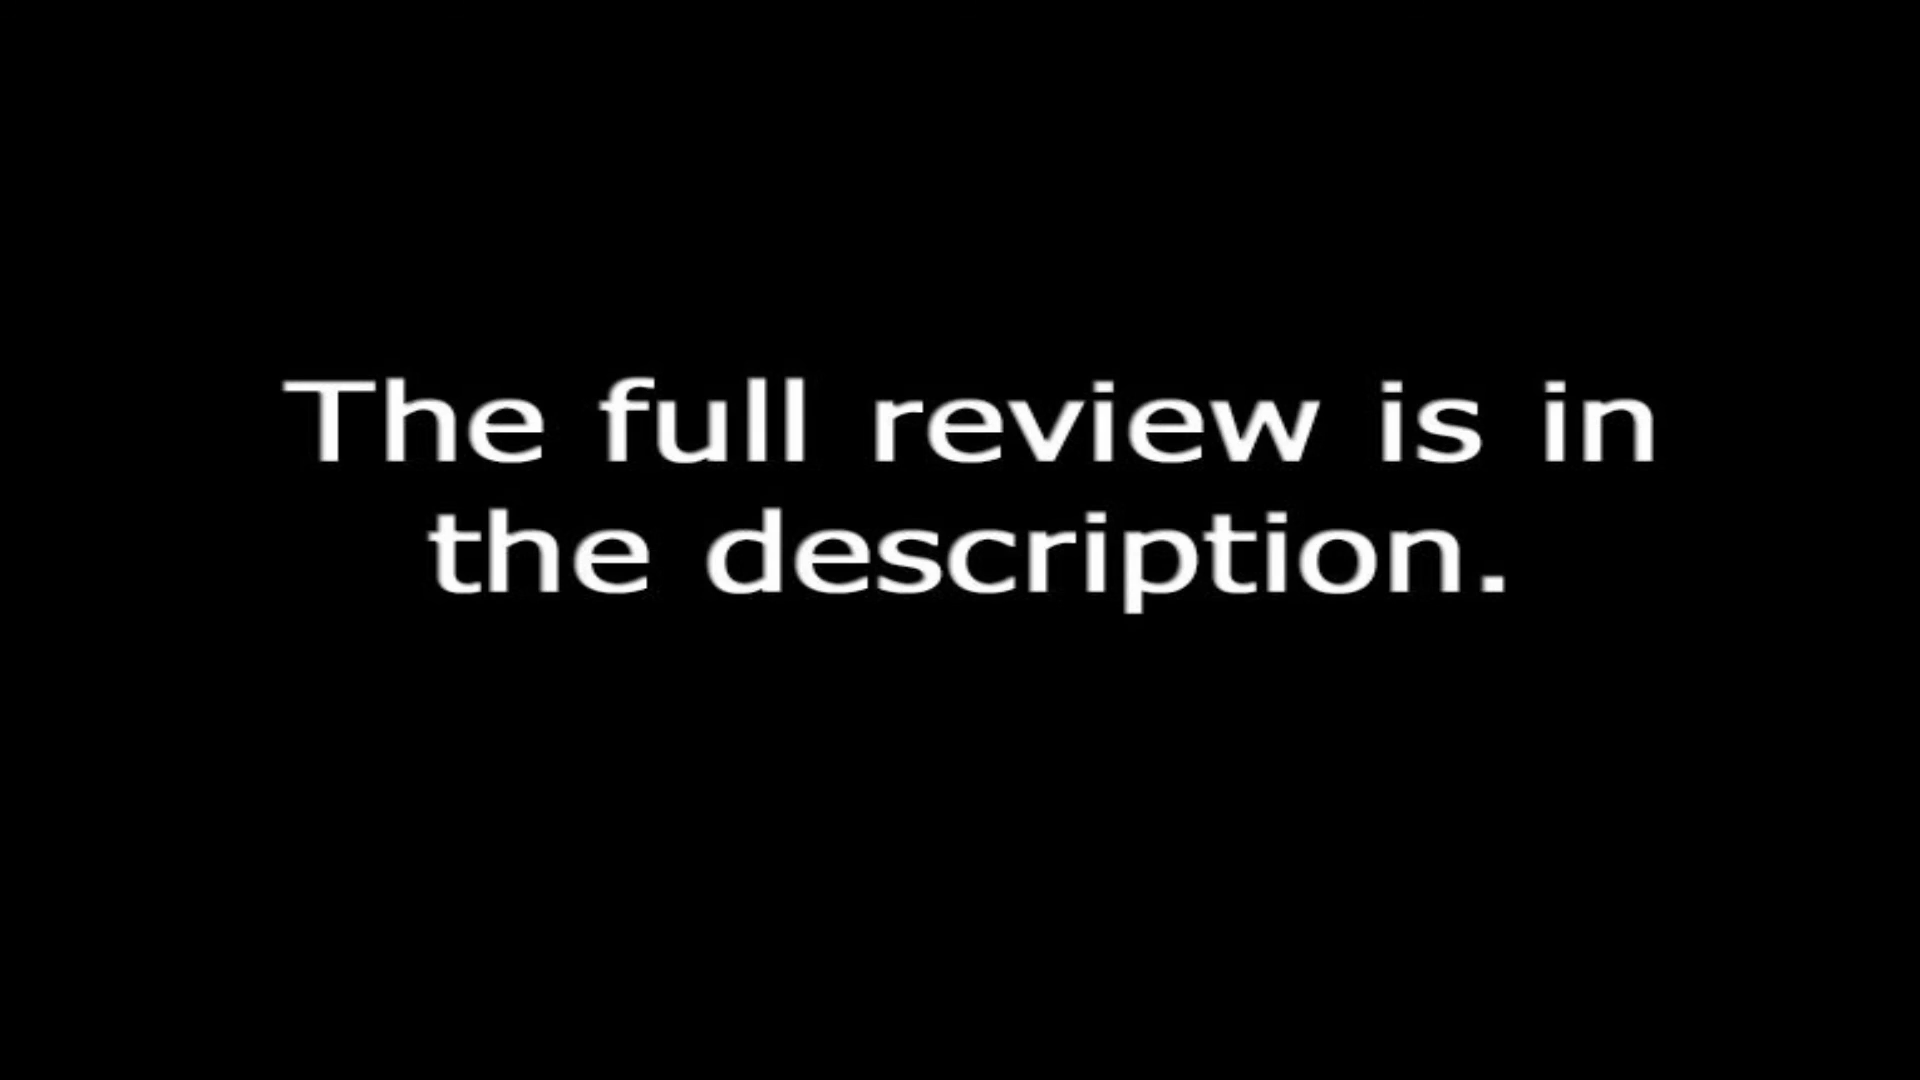 The full review is in
the description.